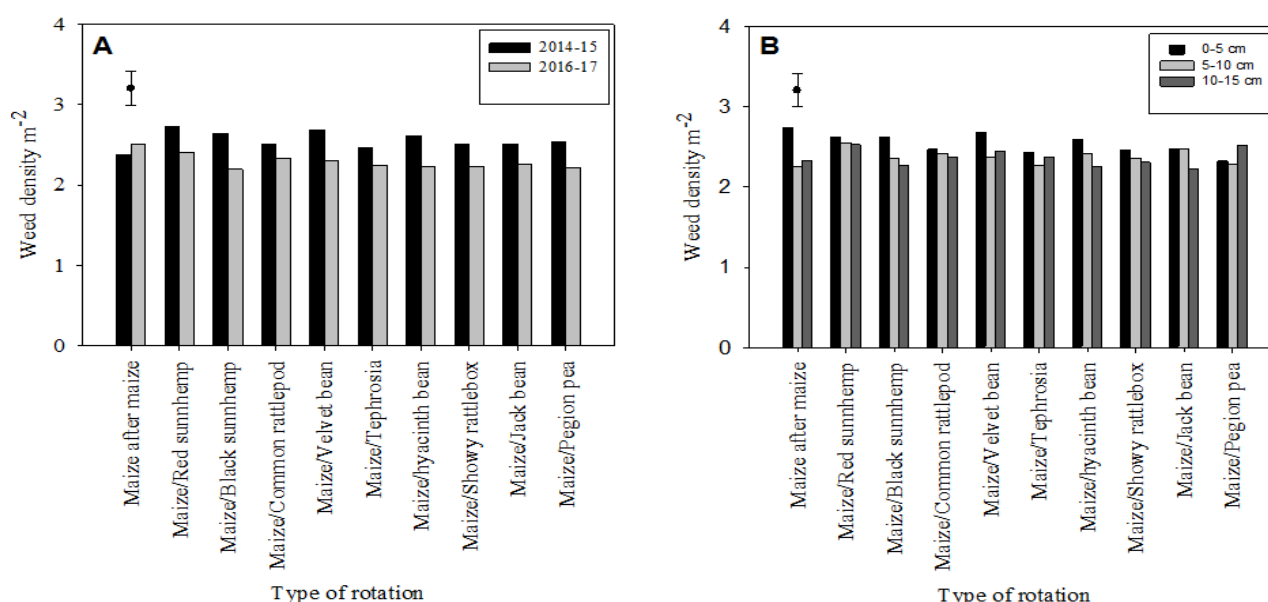 A
2014-15
2016-17
4
3
2
1
0
Weed density m-2
Maize after maize
Maize/Red sunnhemp
Maize/Black sunnhemp
Maize/Common rattlepod
Maize/Velvet bean
Maize/Tephrosia
Maize/hyacinth bean
Maize/Showy rattlebox
Maize/Jack bean
Maize/Pegion pea
Type of rotation
B
0-5 cm
5-10 cm
10-15 cm
4
3
2
0
Weed density m-2
Maize after maize
Maize/Red sunnhemp
Maize/Black sunnhemp
Maize/Common rattlepod
Maize/Velvet bean
Maize/Tephrosia
Maize/hyacinth bean
Maize/Showy rattlebox
Maize/Jack bean
Maize/Pegion pea
Type of rotation